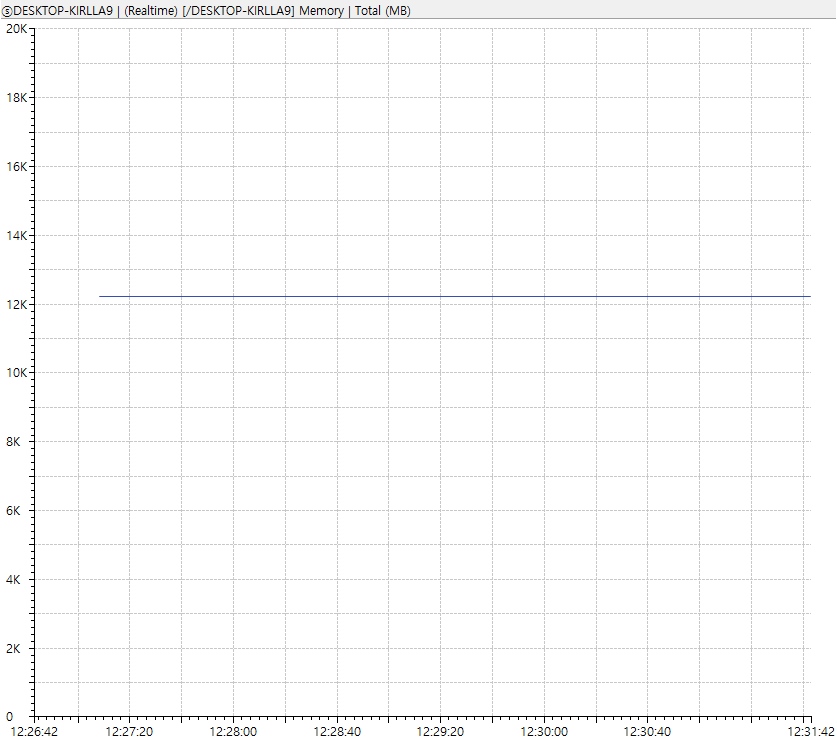 ⓢDESKTOP-KIRLLA9 | (Realtime) [/DESKTOP-KIRLLA9] Memory | Total (MB)
20K
18K
16K
14K
12K
10K
8K
6K
4K
2K
0
12:26:42 12:27:20 12:28:00 12:28:40 12:29:20 12:30:00 12:30:40 12:31:42